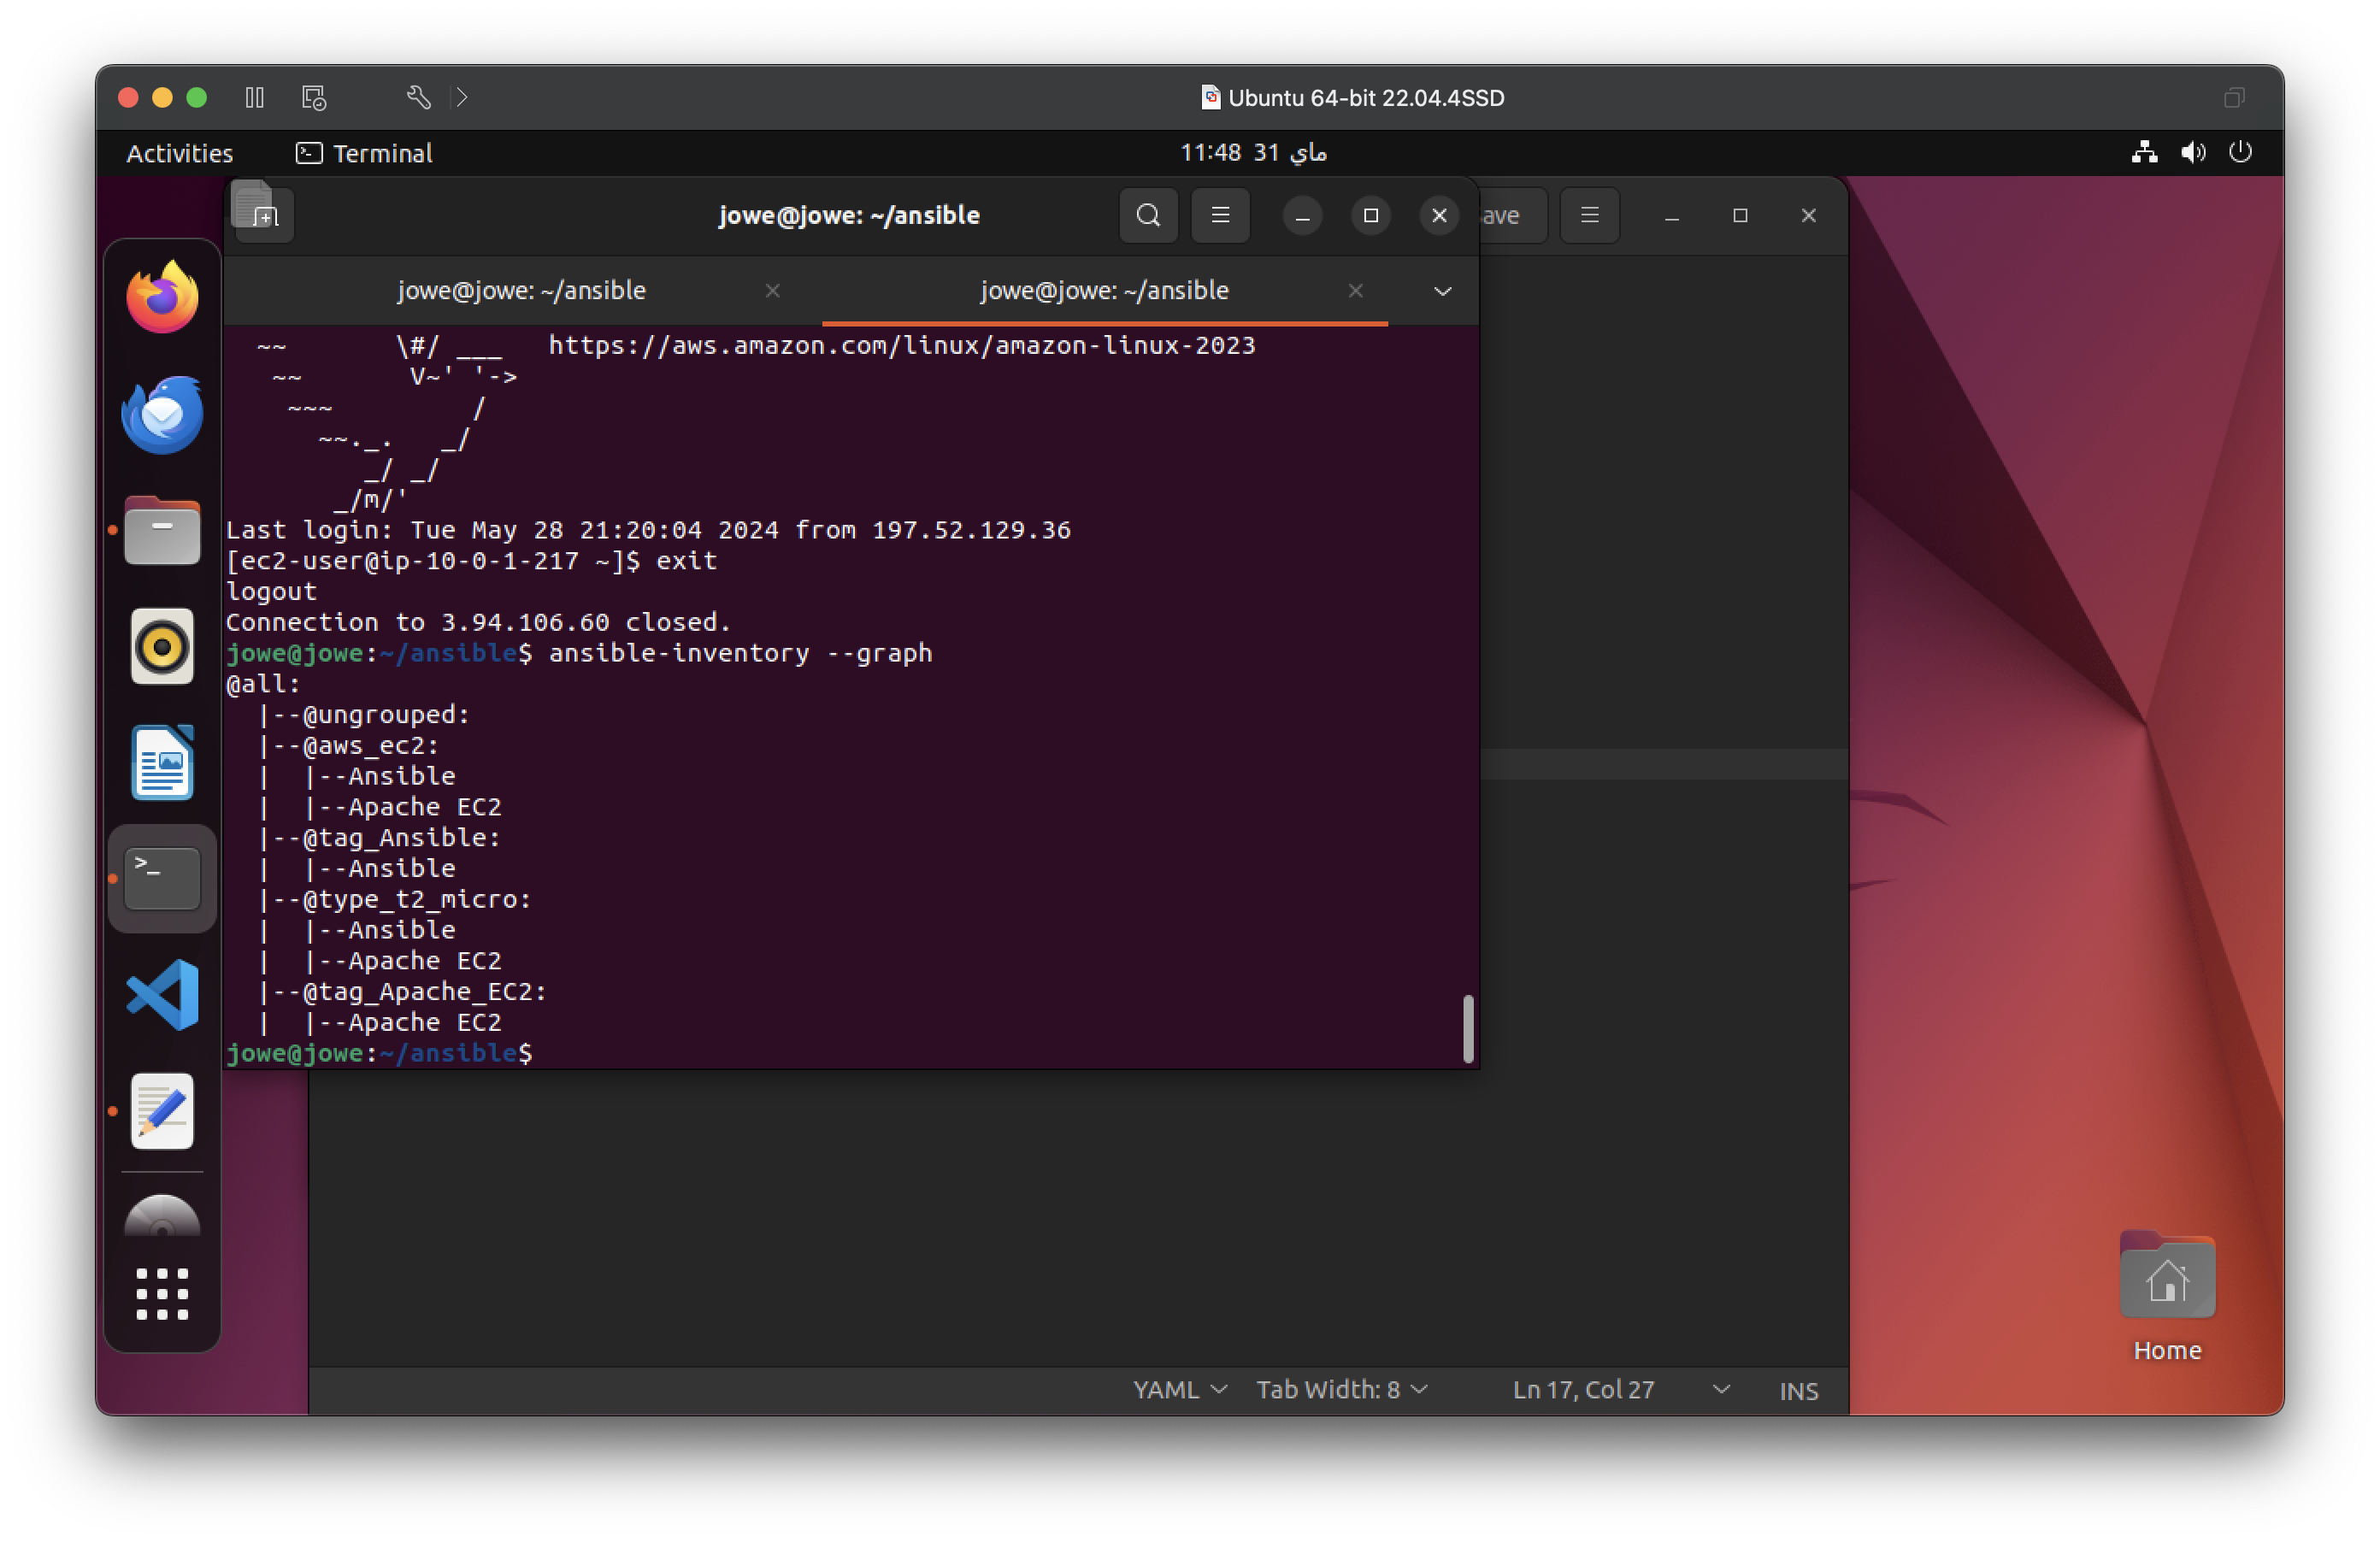 Ubuntu 64-bit 22.04.4SSD
Activities
Terminal
11:48 31 ماي
jowe@jowe: ~/ansible
ave
jowe@jowe: ~/ansible
jowe@jowe: ~/ansible
  ~~       \#/ ___   https://aws.amazon.com/linux/amazon-linux-2023
   ~~       V~' '->
    ~~~         /
      ~~._.   _/
         _/ _/
       _/m/'
Last login: Tue May 28 21:20:04 2024 from 197.52.129.36
[ec2-user@ip-10-0-1-217 ~]$ exit
logout
Connection to 3.94.106.60 closed.
jowe@jowe:~/ansible$ ansible-inventory --graph
@all:
  |--@ungrouped:
  |--@aws_ec2:
  |  |--Ansible
  |  |--Apache EC2
  |--@tag_Ansible:
  |  |--Ansible
  |--@type_t2_micro:
  |  |--Ansible
  |  |--Apache EC2
  |--@tag_Apache_EC2:
  |  |--Apache EC2
jowe@jowe:~/ansible$
Home
YAML
Tab Width: 8
Ln 17, Col 27
INS